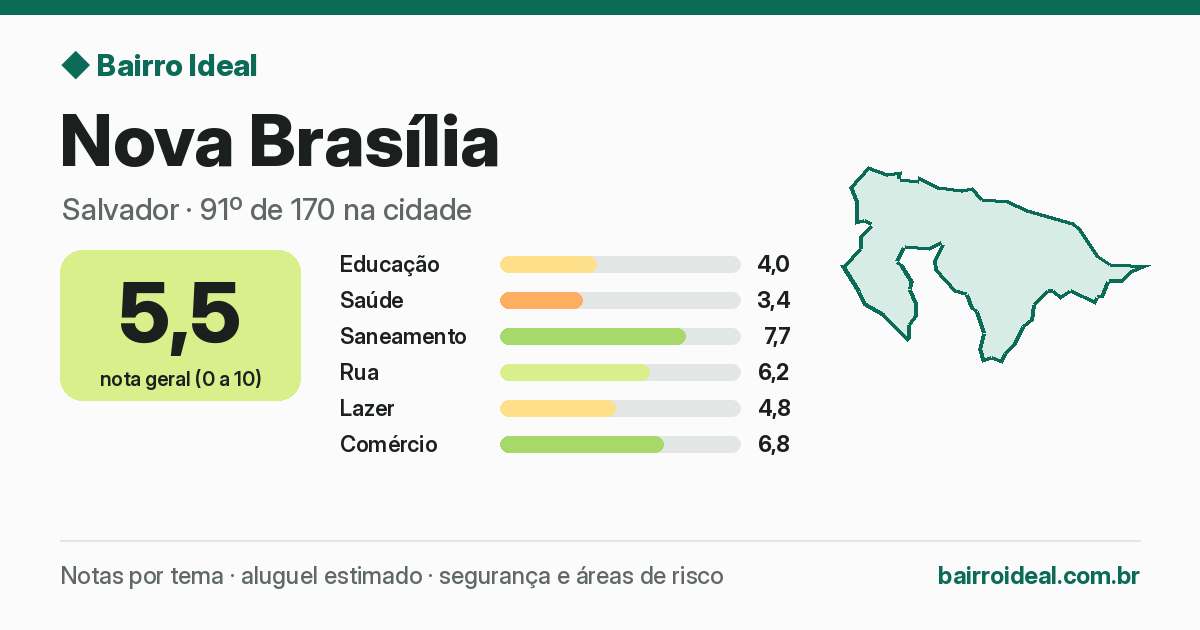 Bairro Ideal
Nova Brasília
Salvador · 91º de 170 na cidade
5,5
nota geral (0 a 10)
Educação 4,0
Saúde 3,4
Saneamento 7,7
Rua 6,2
Lazer 4,8
Comércio 6,8
Notas por tema · aluguel estimado · segurança e áreas de risco
bairroideal.com.br